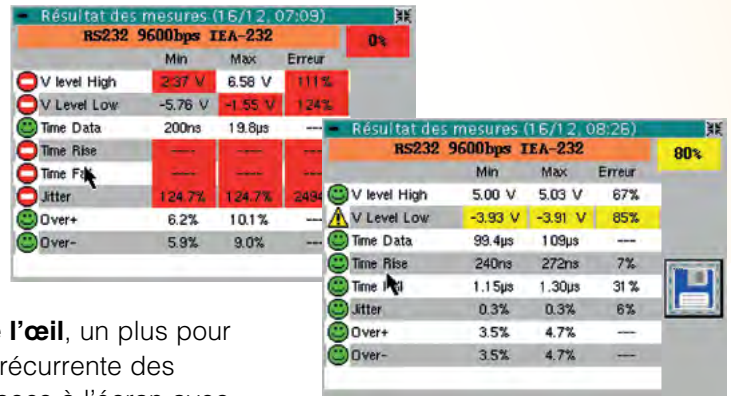 Résultat des mesures (16/12, 07:09)
RS232 9600bps IEA-232
0%
Min Max Erreur
V level High 2.37 V 6.58 V 111%
V Level Low -5.76 V -1.55 V 124%
Time Data 200ns 19.8µs ----
Time Rise ---- ---- ----
Time Fa ---- ---- ----
Jitter 124.7% 124.7% 2494
Over+ 6.2% 10.1% ---
Over- 5.9% 9.0% ---
Résultat des mesures (16/12, 08:26)
RS232 9600bps IEA-232
80%
Min Max Erreur
V level High 5.00 V 5.03 V 67%
V Level Low -3.93 V -3.91 V 85%
Time Data 99.4µs 109µs ----
Time Rise 240ns 272ns 7%
Time 1.15µs 1.30µs 31%
Jitter 0.3% 0.3% 6%
Over+ 3.5% 4.7% ----
Over- 3.5% 4.7% ----
l'œil, un plus pour
récurrente des
à l'écran avec